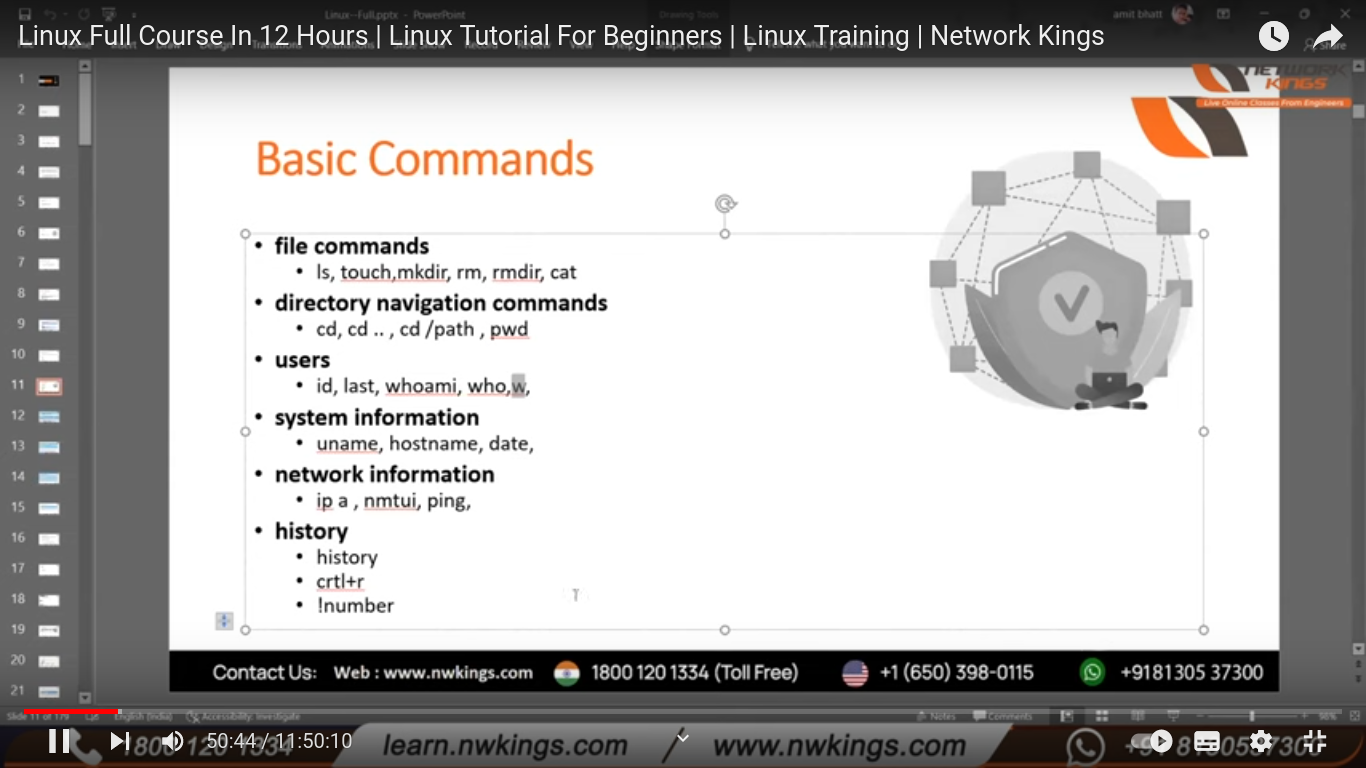 Linux--Full.pptx - PowerPoint
Drawing Tools
amit bhatt
Linux Full Course In 12 Hours | Linux Tutorial For Beginners | Linux Training | Network Kings
Share
NETWORK
KINGS
Live Online Classes From Engineers
Basic Commands
• file commands
• ls, touch,mkdir, rm, rmdir, cat
• directory navigation commands
• cd, cd .. , cd /path , pwd
• users
• id, last, whoami, who,w,
• system information
• uname, hostname, date,
• network information
• ip a , nmtui, ping,
• history
• history
• crtl+r
• !number
1
2
3
4
5
6
7
8
9
10
11
12
13
14
15
16
17
18
19
20
21
Contact Us: Web : www.nwkings.com 1800 120 1334 (Toll Free) +1 (650) 398-0115 +9181305 37300
Slide 11 of 179 English (India) Accessibility: Investigate Notes Comments 98%
50:44 / 11:50:10
learn.nwkings.com / www.nwkings.com